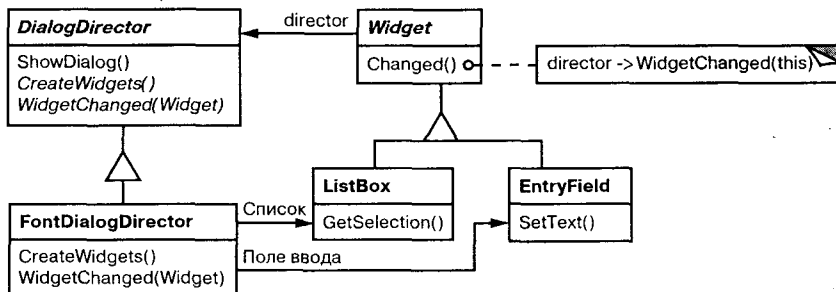 DialogDirector
ShowDialog()
CreateWidgets()
WidgetChanged(Widget)
director
Widget
Changed()
director ->WidgetChanged(this)
ListBox
GetSelection()
EntryField
SetText()
FontDialogDirector
CreateWidgets()
WidgetChanged(Widget)
Список
Поле ввода